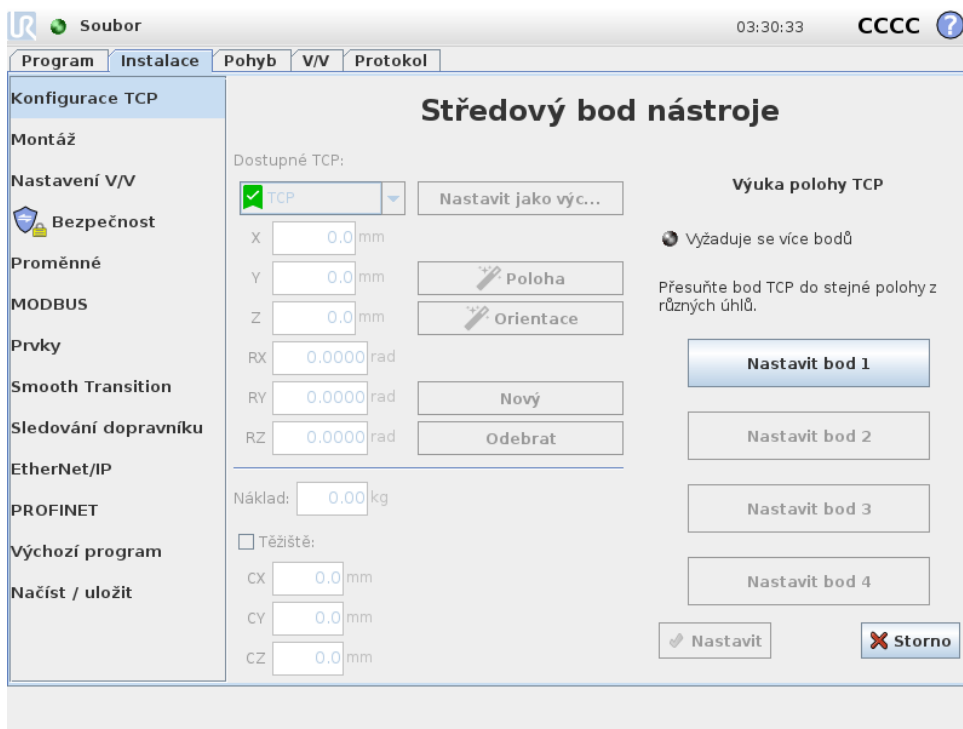 UR Soubor 03:30:33 CCCC ?
Program Instalace Pohyb V/V Protokol
Konfigurace TCP
Montáž
Nastavení V/V
Bezpečnost
Proměnné
MODBUS
Prvky
Smooth Transition
Sledování dopravníku
EtherNet/IP
PROFINET
Výchozí program
Načíst / uložit
Středový bod nástroje
Dostupné TCP:
TCP Nastavit jako výc...
X 0.0 mm
Y 0.0 mm Poloha
Z 0.0 mm Orientace
RX 0.0000 rad
RY 0.0000 rad Nový
RZ 0.0000 rad Odebrat
Náklad: 0.00 kg
Těžiště:
CX 0.0 mm
CY 0.0 mm
CZ 0.0 mm
Výuka polohy TCP
Vyžaduje se více bodů
Přesuňte bod TCP do stejné polohy z
různých úhlů.
Nastavit bod 1
Nastavit bod 2
Nastavit bod 3
Nastavit bod 4
Nastavit Storno